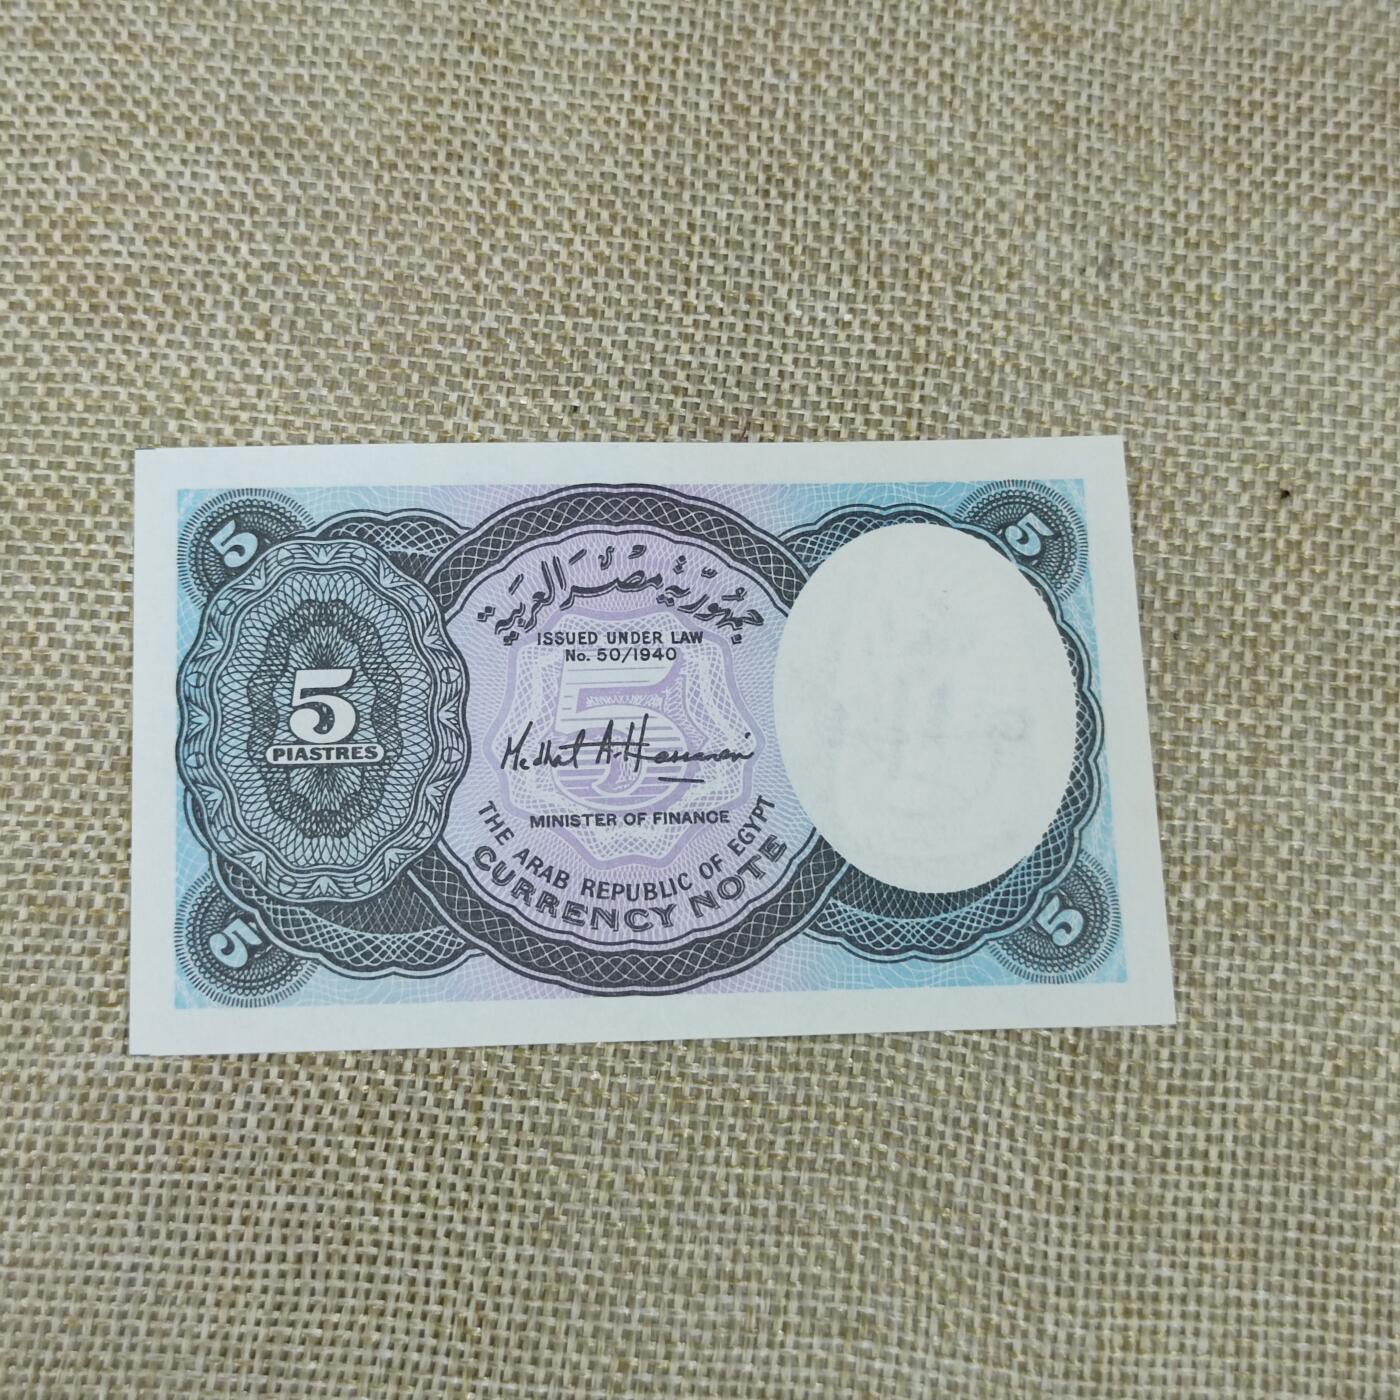 5
5
جمهورية مصر العربية
ISSUED UNDER LAW
No. 50/1940
5
5
PIASTRES
Medhat A. Hassanein
MINISTER OF FINANCE
THE ARAB REPUBLIC OF EGYPT
CURRENCY NOTE
5
5